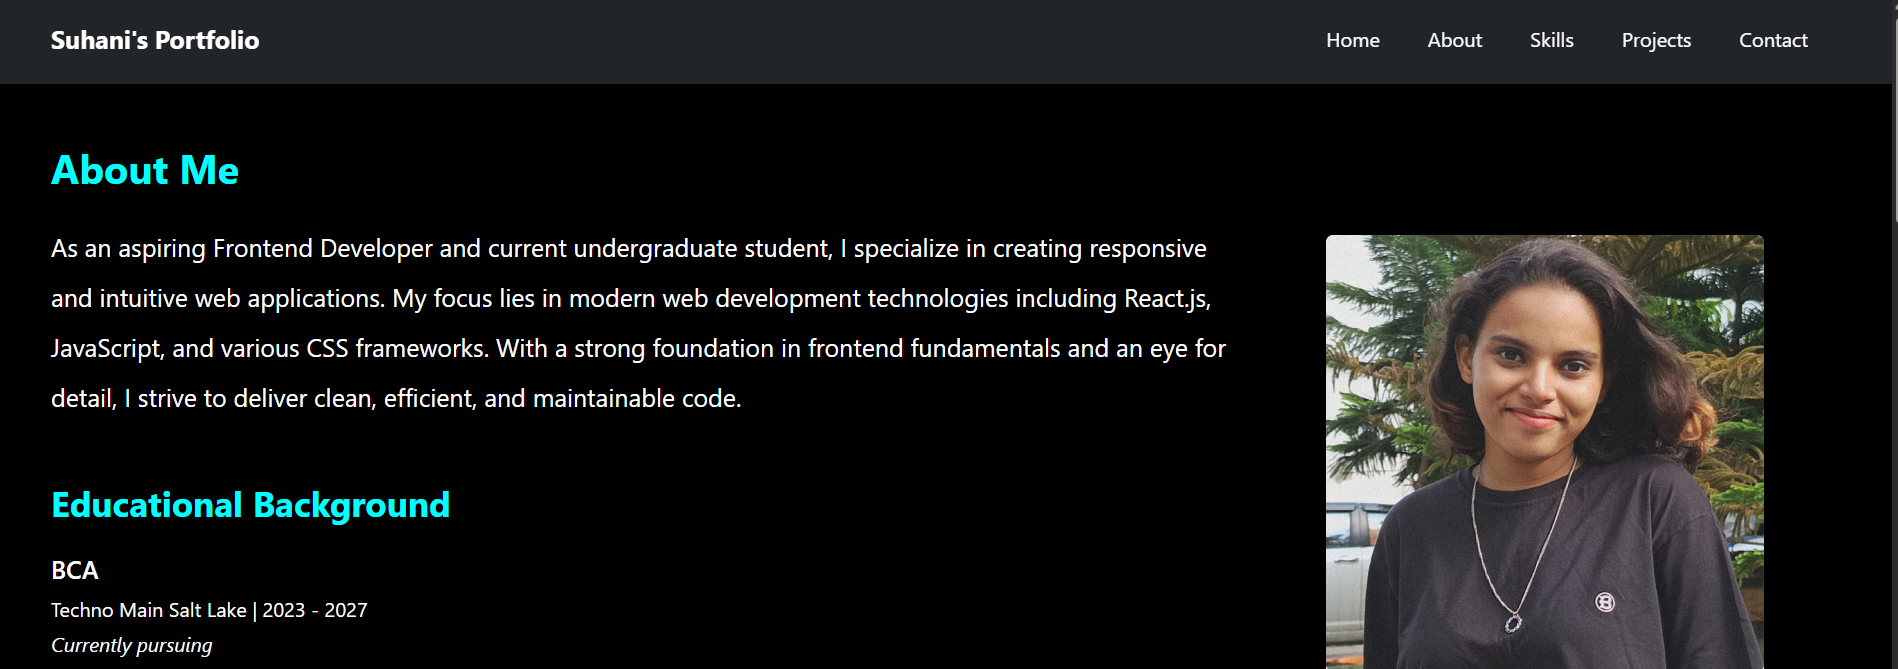 Suhani's Portfolio
Home About Skills Projects Contact
About Me
As an aspiring Frontend Developer and current undergraduate student, I specialize in creating responsive
and intuitive web applications. My focus lies in modern web development technologies including React.js,
JavaScript, and various CSS frameworks. With a strong foundation in frontend fundamentals and an eye for
detail, I strive to deliver clean, efficient, and maintainable code.
Educational Background
BCA
Techno Main Salt Lake | 2023 - 2027
Currently pursuing